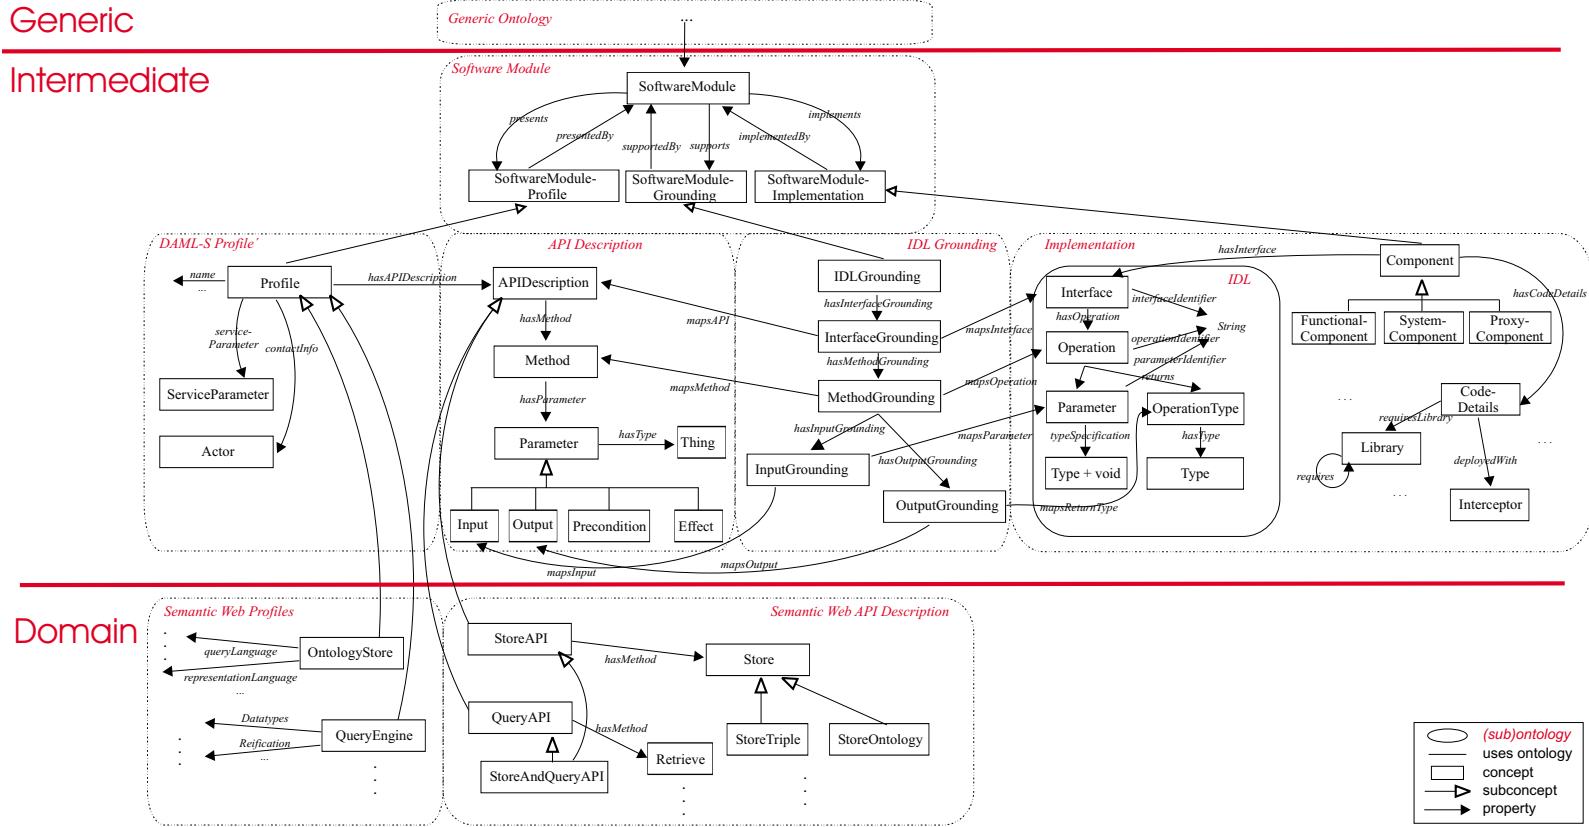 Generic
Generic Ontology
...
Intermediate
Software Module
SoftwareModule
presents
presentedBy
supportedBy
supports
implementedBy
implements
SoftwareModule-
Profile
SoftwareModule-
Grounding
SoftwareModule-
Implementation
DAML-S Profile´
name
...
Profile
hasAPIDescription
service-
Parameter
contactInfo
ServiceParameter
Actor
API Description
APIDescription
hasMethod
mapsAPI
Method
mapsMethod
hasParameter
Parameter
hasType
Thing
Input
Output
Precondition
Effect
mapsInput
mapsOutput
IDL Grounding
IDLGrounding
hasInterfaceGrounding
InterfaceGrounding
mapsInterface
hasMethodGrounding
MethodGrounding
mapsOperation
hasInputGrounding
mapsParameter
InputGrounding
hasOutputGrounding
OutputGrounding
mapsReturnType
Implementation
hasInterface
IDL
Interface
interfaceIdentifier
hasOperation
String
Operation
operationIdentifier
parameterIdentifier
returns
Parameter
OperationType
typeSpecification
hasType
Type + void
Type
Component
hasCodeDetails
Functional-
Component
System-
Component
Proxy-
Component
Code-
Details
...
requiresLibrary
Library
...
requires
deployedWith
...
Interceptor
Domain
Semantic Web Profiles
OntologyStore
queryLanguage
representationLanguage
...
Datatypes
QueryEngine
Reification
...
Semantic Web API Description
StoreAPI
hasMethod
Store
QueryAPI
hasMethod
StoreTriple
StoreOntology
Retrieve
StoreAndQueryAPI
(sub)ontology
uses ontology
concept
subconcept
property